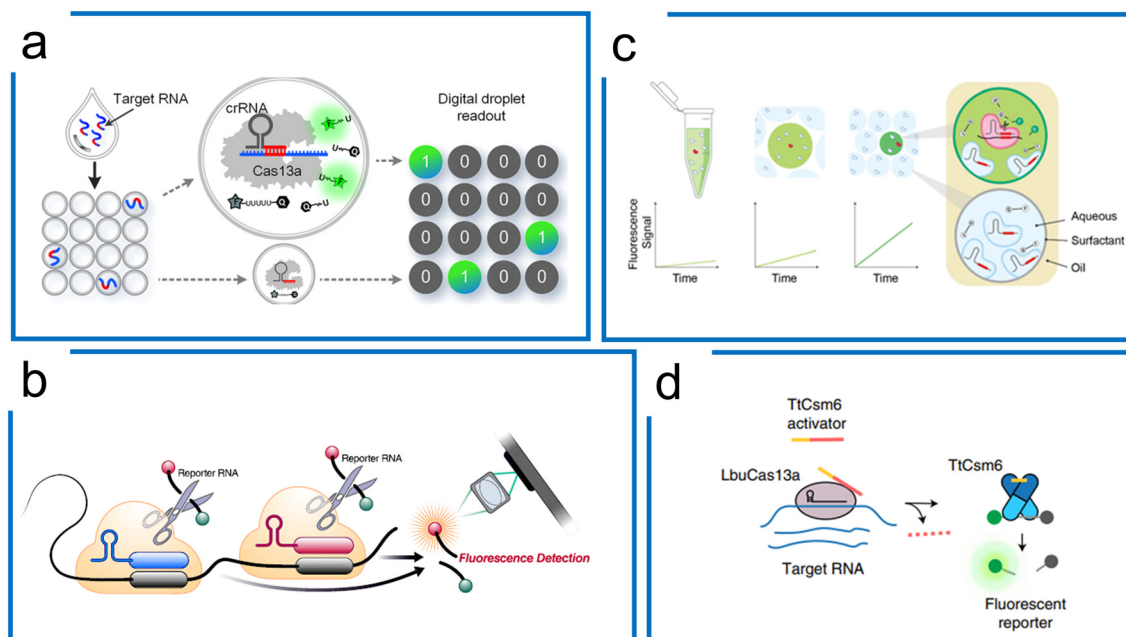 a
Target RNA
crRNA
Cas13a
F
U
U
Q
U
F
U
F
UUUUU
Q
Q
U
F
Q
Digital droplet
readout
1 0 0 0
0 0 0 0
0 0 0 1
0 1 0 0
c
Fluorescence
Signal
Time
Time
Time
Aqueous
Surfactant
Oil
b
Reporter RNA
Reporter RNA
Fluorescence Detection
d
TtCsm6
activator
LbuCas13a
TtCsm6
Target RNA
Fluorescent
reporter